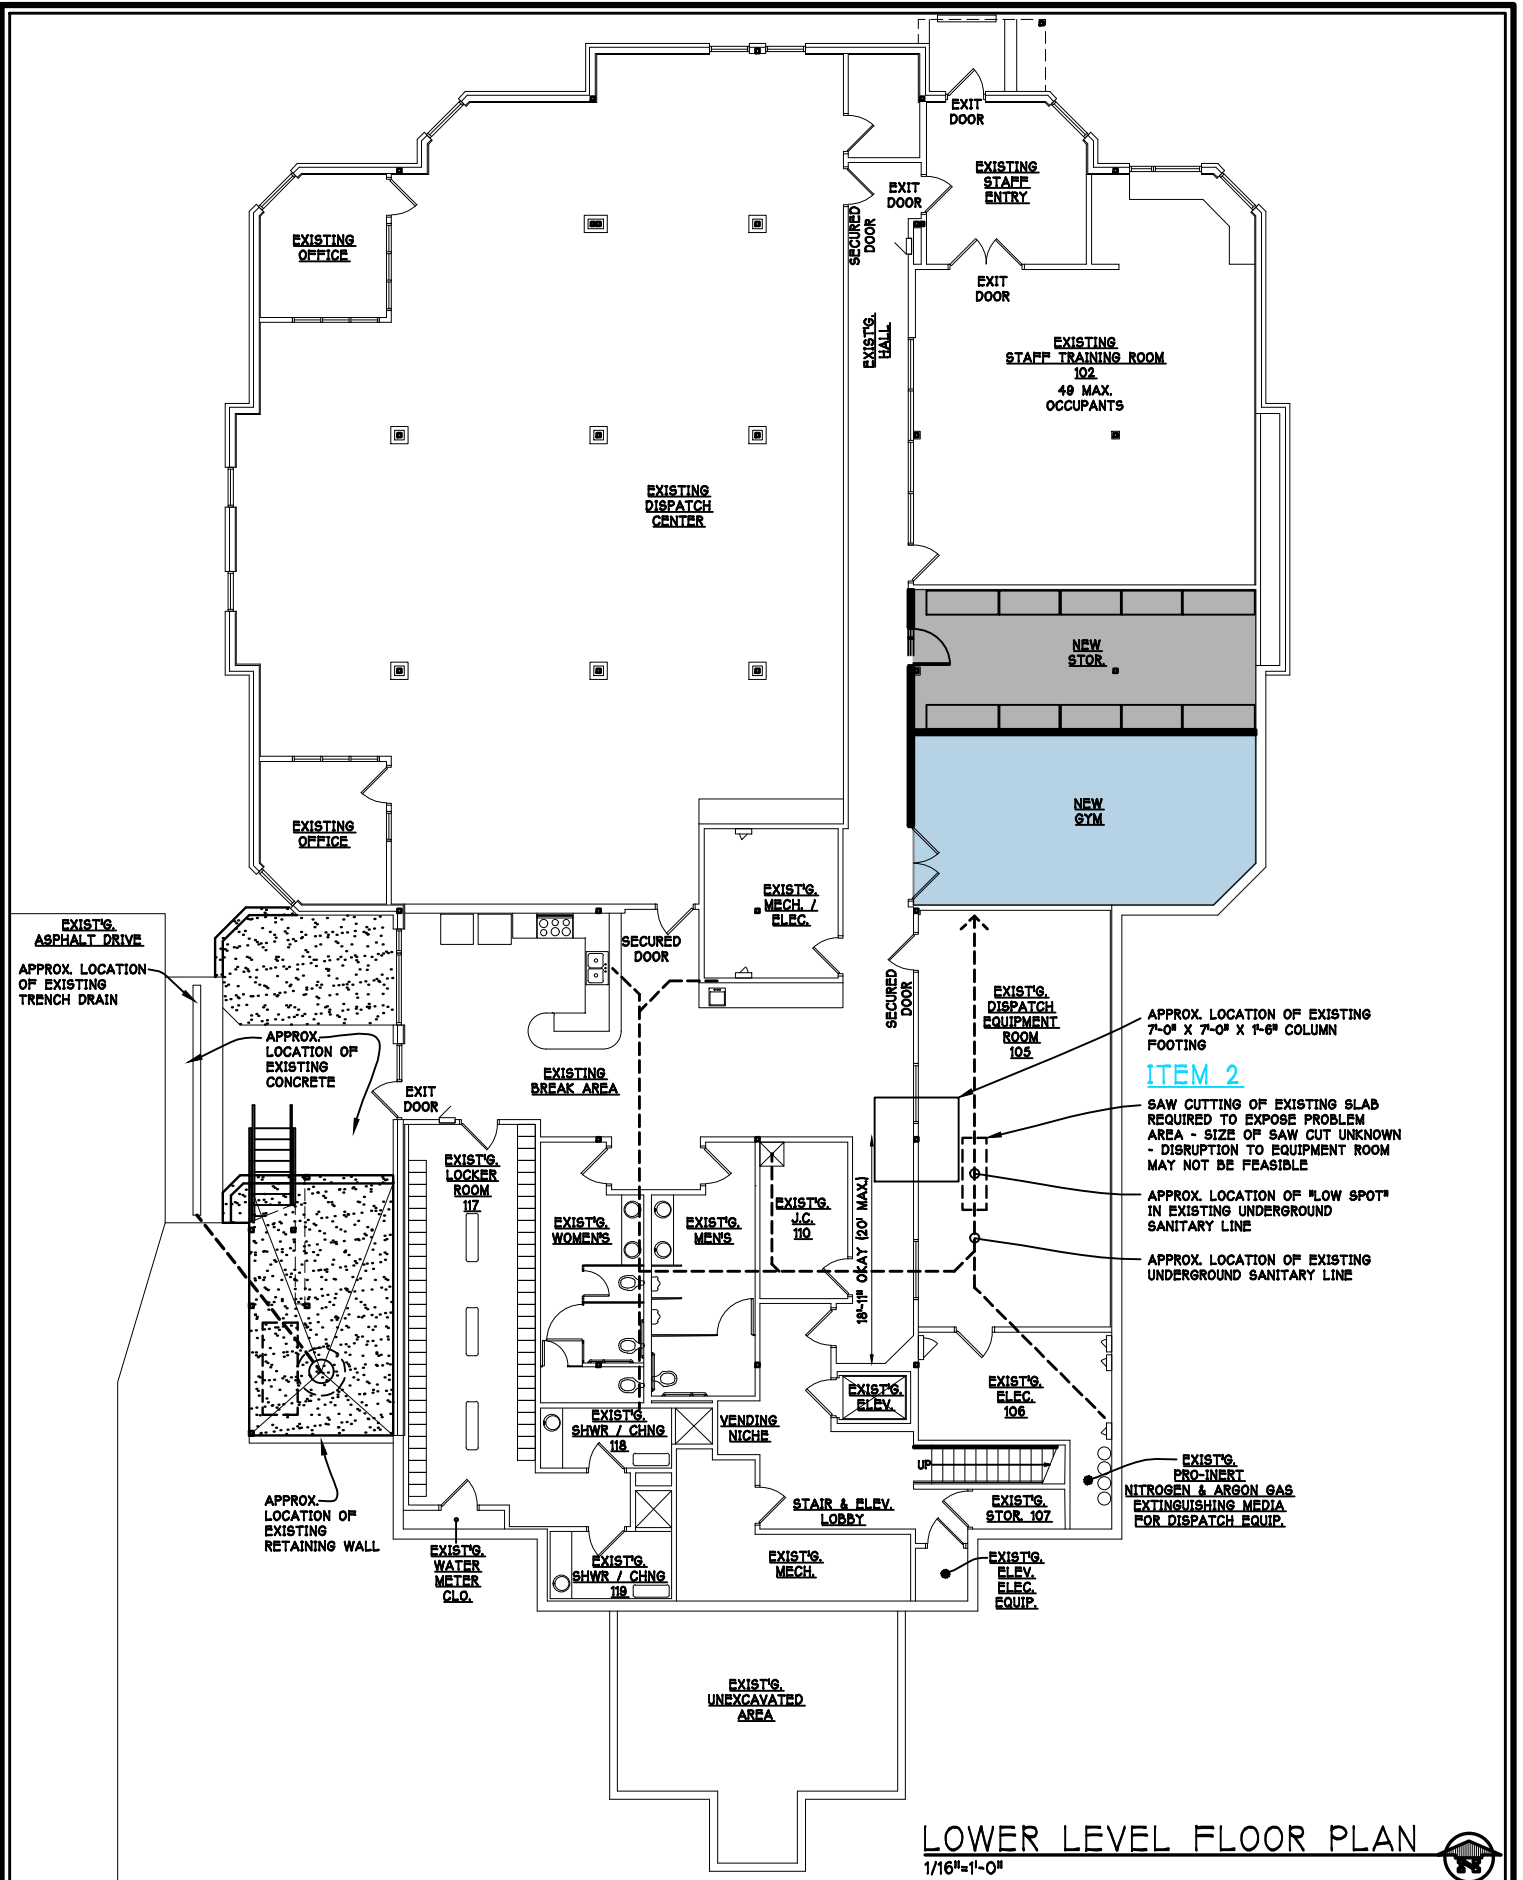 EXIT
DOOR
EXISTING
STAFF
ENTRY
EXIT
DOOR
SECURED
DOOR
EXISTING
OFFICE
EXIT
DOOR
EXIST'G.
HALL
EXISTING
STAFF TRAINING ROOM
102
49 MAX.
OCCUPANTS
EXISTING
DISPATCH
CENTER
NEW
STOR.
NEW
GYM
EXISTING
OFFICE
EXIST'G.
MECH. /
ELEC.
EXIST'G.
ASPHALT DRIVE
APPROX. LOCATION
OF EXISTING
TRENCH DRAIN
SECURED
DOOR
SECURED
DOOR
EXIST'G.
DISPATCH
EQUIPMENT
ROOM
105
APPROX. LOCATION OF EXISTING
7'-0" X 7'-0" X 1'-6" COLUMN
FOOTING
ITEM 2
SAW CUTTING OF EXISTING SLAB
REQUIRED TO EXPOSE PROBLEM
AREA - SIZE OF SAW CUT UNKNOWN
- DISRUPTION TO EQUIPMENT ROOM
MAY NOT BE FEASIBLE
APPROX. LOCATION OF "LOW SPOT"
IN EXISTING UNDERGROUND
SANITARY LINE
APPROX. LOCATION OF EXISTING
UNDERGROUND SANITARY LINE
APPROX.
LOCATION OF
EXISTING
CONCRETE
EXISTING
BREAK AREA
EXIT
DOOR
EXIST'G.
LOCKER
ROOM
117
EXIST'G.
WOMEN'S
EXIST'G.
MEN'S
EXIST'G.
J.C.
110
18'-11" OKAY (20' MAX.)
EXIST'G.
ELEV.
EXIST'G.
ELEC.
106
EXIST'G.
SHWR / CHNG
118
VENDING
NICHE
UP
EXIST'G.
PRO-INERT
NITROGEN & ARGON GAS
EXTINGUISHING MEDIA
FOR DISPATCH EQUIP.
STAIR & ELEV.
LOBBY
EXIST'G.
STOR. 107
APPROX.
LOCATION OF
EXISTING
RETAINING WALL
EXIST'G.
WATER
METER
CLO.
EXIST'G.
SHWR / CHNG
119
EXIST'G.
MECH.
EXIST'G.
ELEV.
ELEC.
EQUIP.
EXIST'G.
UNEXCAVATED
AREA
LOWER LEVEL FLOOR PLAN
1/16"=1'-0"
N